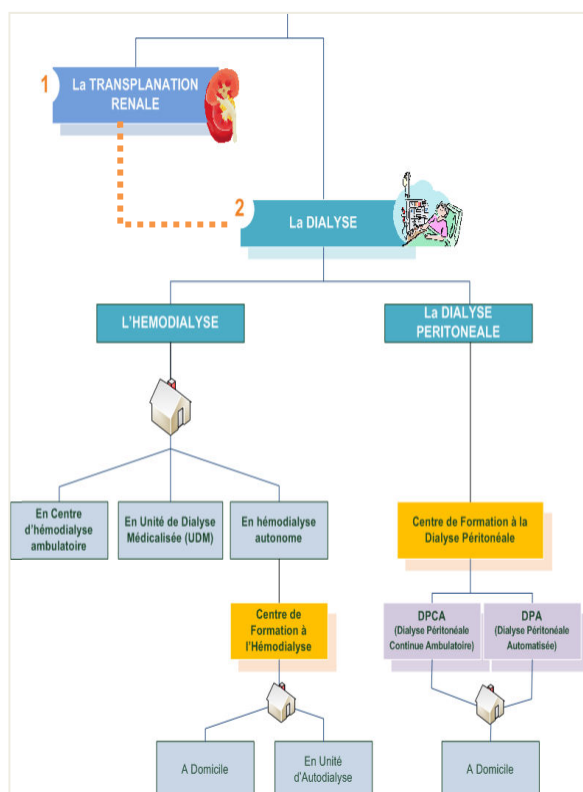 1
La TRANSPLANATION
RENALE
2
La DIALYSE
L'HEMODIALYSE
La DIALYSE
PERITONEALE
En Centre
d'hémodialyse
ambulatoire
En Unité de Dialyse
Médicalisée (UDM)
En hémodialyse
autonome
Centre de Formation à la
Dialyse Péritonéale
Centre de
Formation à
l'Hémodialyse
DPCA
(Dialyse Péritonéale
Continue Ambulatoire)
DPA
(Dialyse Péritonéale
Automatisée)
A Domicile
En Unité
d'Autodialyse
A Domicile